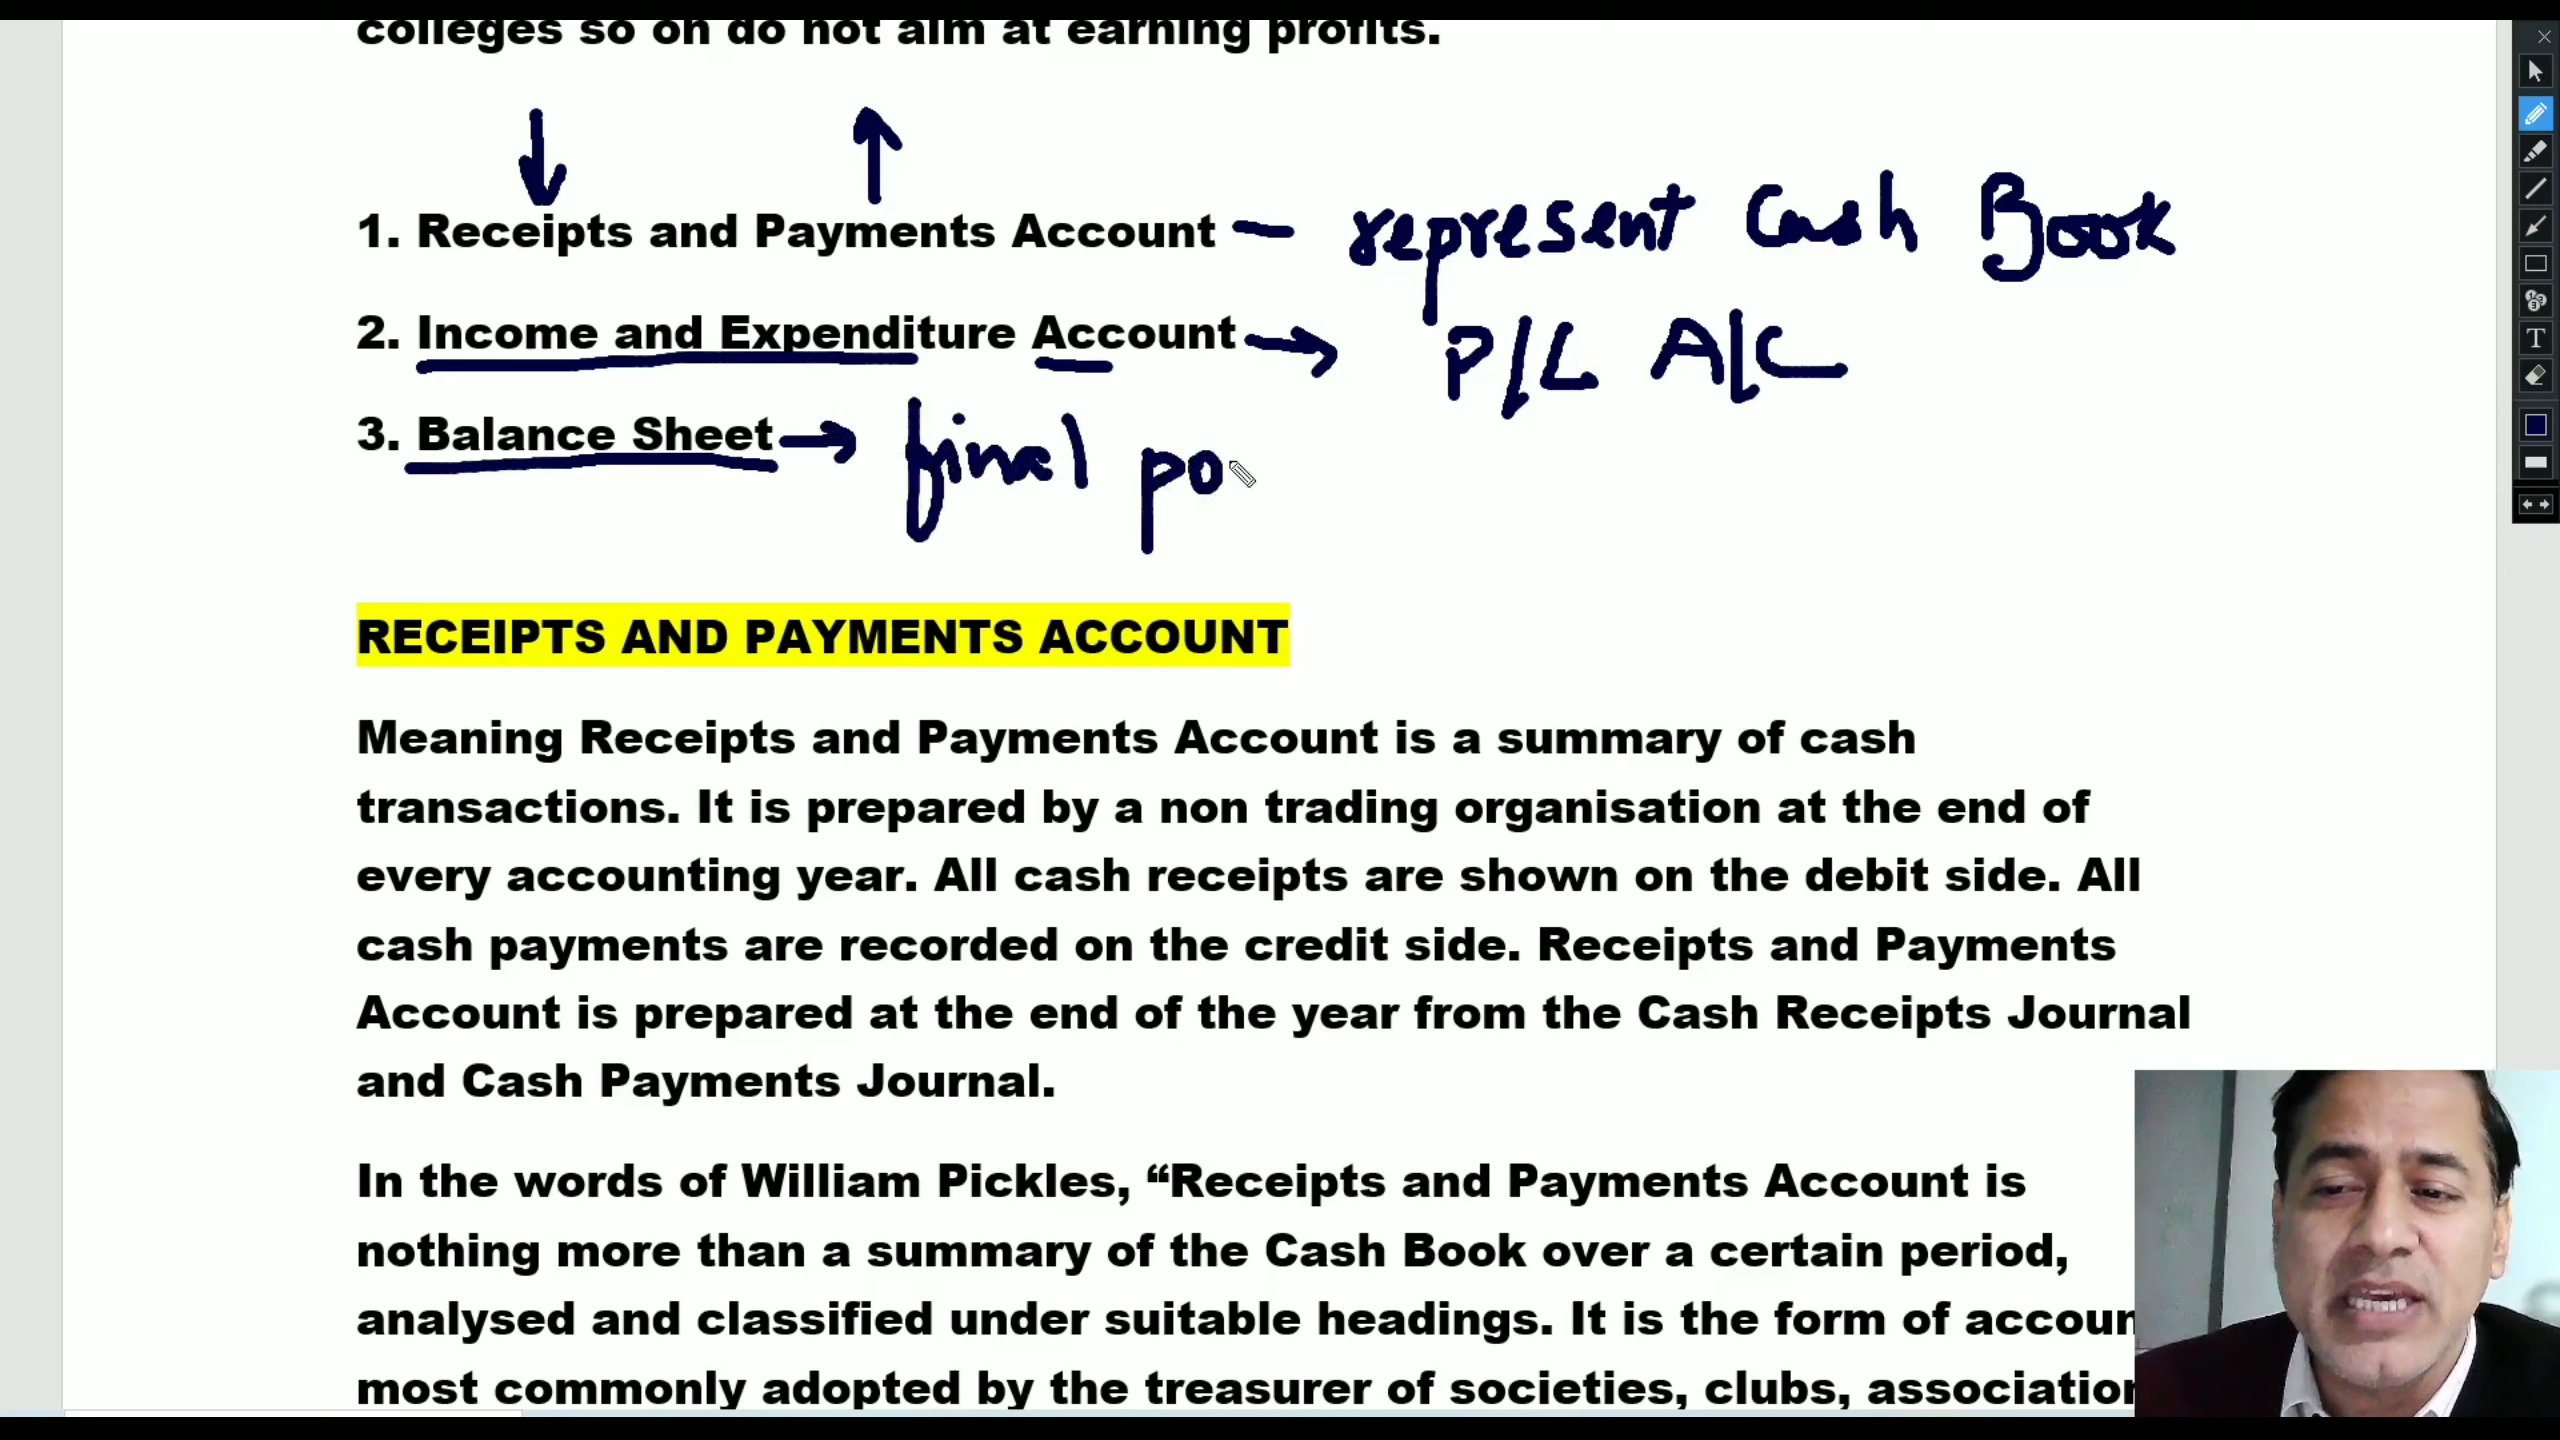 colleges so on do not aim at earning profits.
1. Receipts and Payments Account – represent Cash Book
2. Income and Expenditure Account → P/L A/C
3. Balance Sheet → final po
RECEIPTS AND PAYMENTS ACCOUNT
Meaning Receipts and Payments Account is a summary of cash
transactions. It is prepared by a non trading organisation at the end of
every accounting year. All cash receipts are shown on the debit side. All
cash payments are recorded on the credit side. Receipts and Payments
Account is prepared at the end of the year from the Cash Receipts Journal
and Cash Payments Journal.
In the words of William Pickles, “Receipts and Payments Account is
nothing more than a summary of the Cash Book over a certain period,
analysed and classified under suitable headings. It is the form of accoun
most commonly adopted by the treasurer of societies, clubs, association